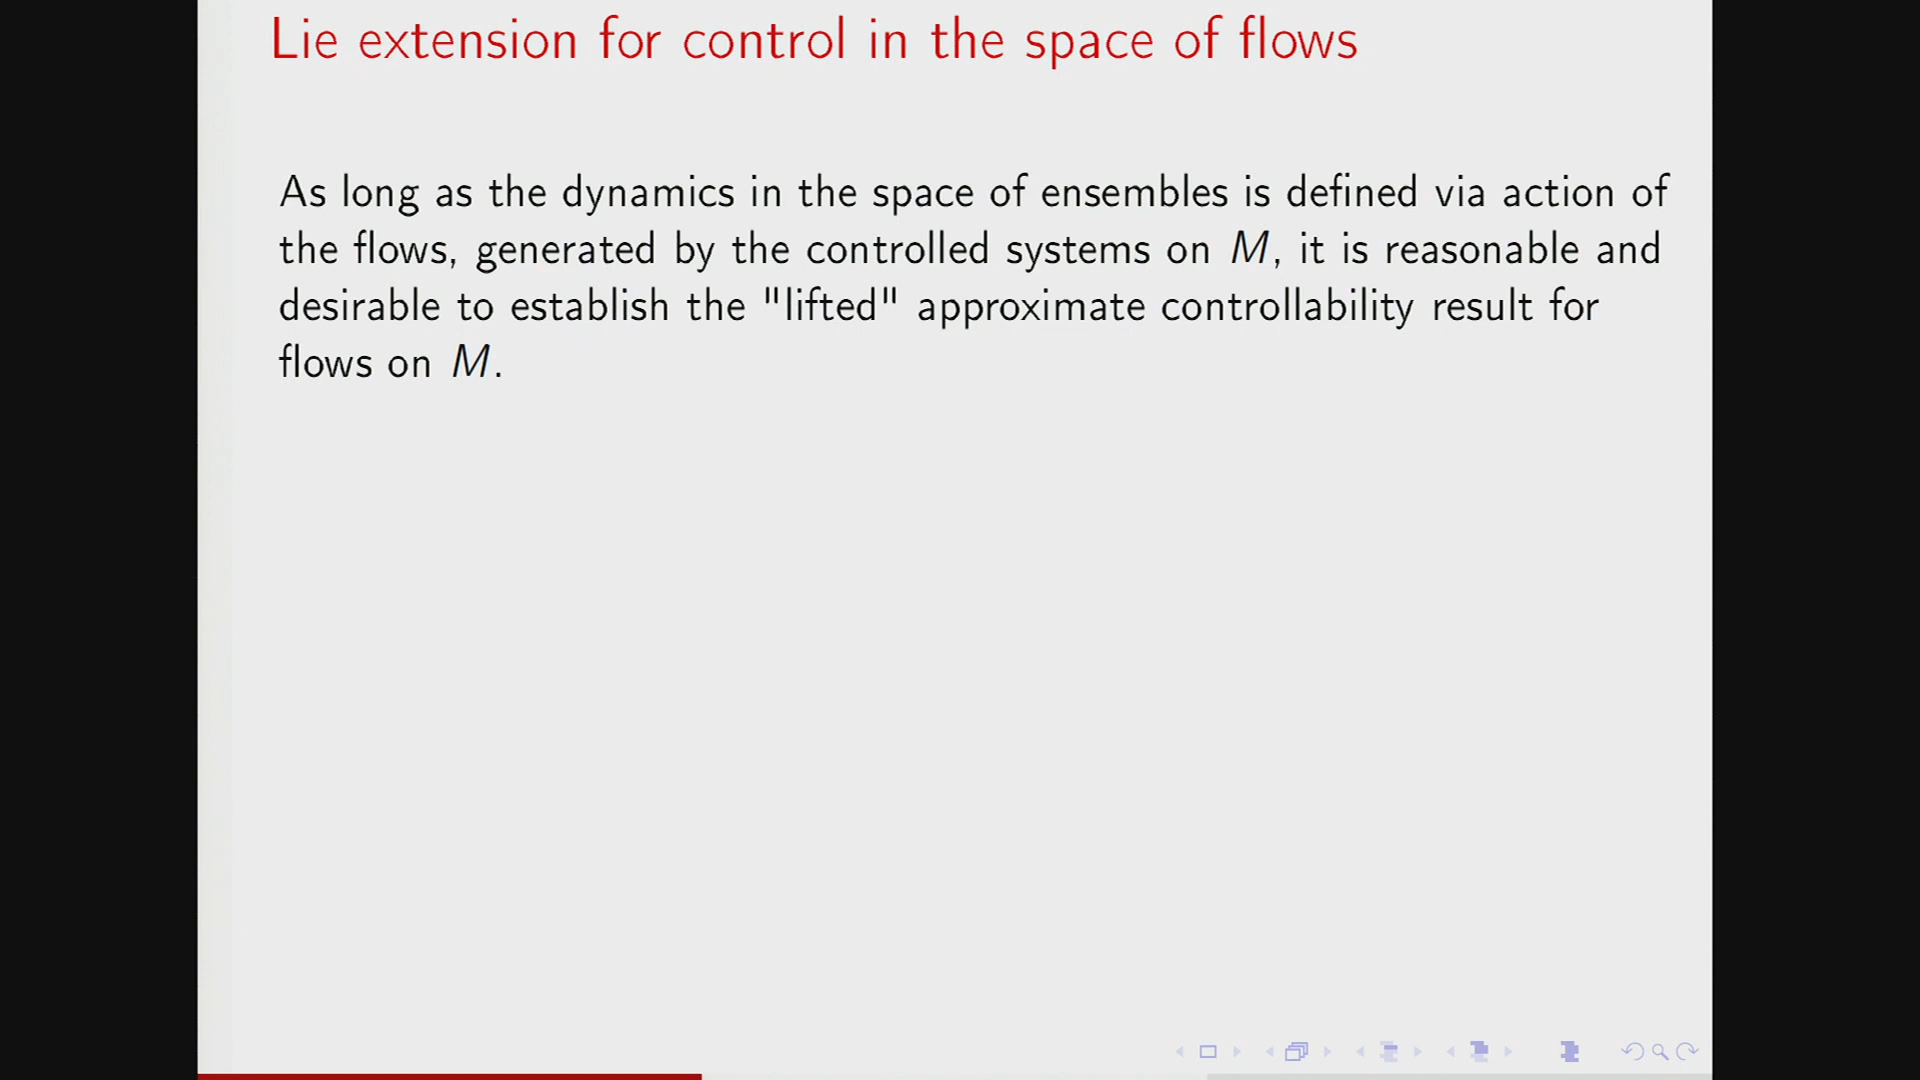 Lie extension for control in the space of flows
As long as the dynamics in the space of ensembles is defined via action of
the flows, generated by the controlled systems on M, it is reasonable and
desirable to establish the "lifted" approximate controllability result for
flows on M.